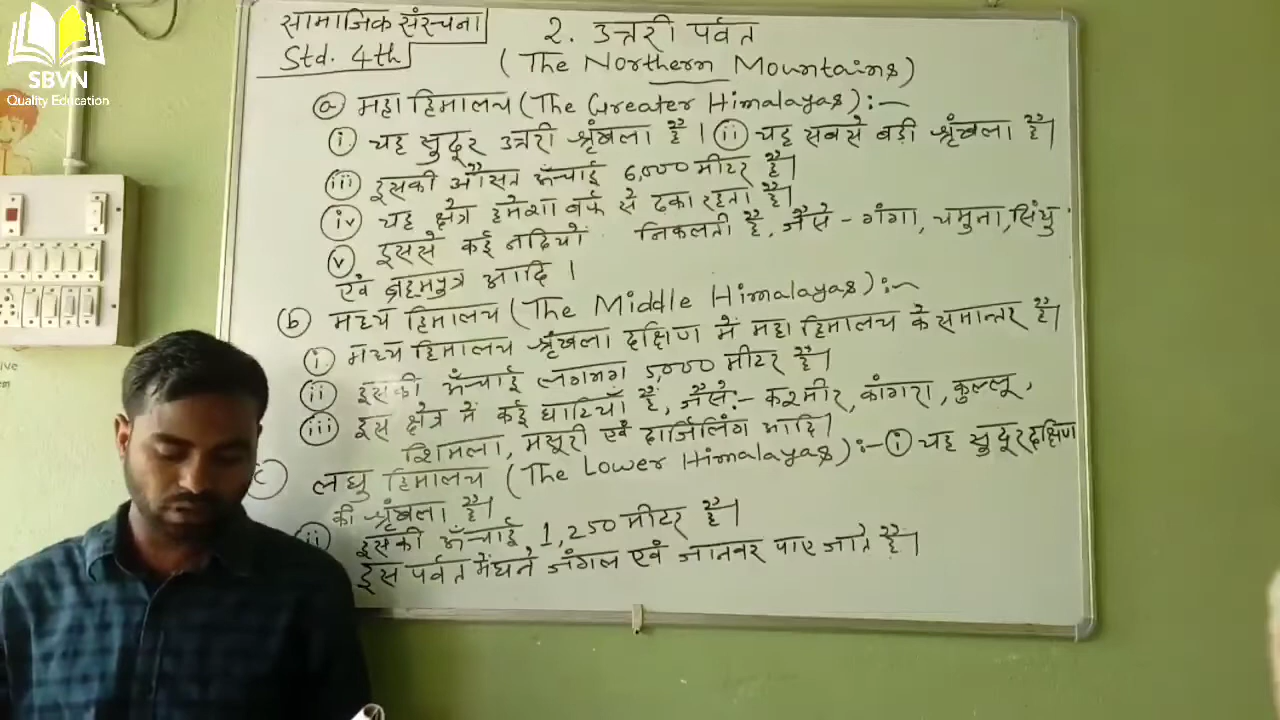 SBVN
Quality Education
सामाजिक संरचना
Std. 4th
2. उत्तरी पर्वत
(The Northern Mountains)
ⓐ महा हिमालय (The Greater Himalayas) :—
ⓘ यह सुदूर उत्तरी श्रृंखला है। ⓘⓘ यह सबसे बड़ी श्रृंखला है।
ⓘⓘⓘ इसकी औसत ऊँचाई 6,000 मीटर है।
ⓘⓥ यह क्षेत्र हमेशा बर्फ से ढका रहता है।
ⓥ इससे कई नदियाँ निकलती है, जैसे - गंगा, यमुना, सिंधु
एवं ब्रह्मपुत्र आदि ।
ⓑ मध्य हिमालय (The Middle Himalayas) :—
ⓘ मध्य हिमालय श्रृंखला दक्षिण में महा हिमालय के समान्तर है।
ⓘⓘ इसकी ऊँचाई लगभग 5,000 मीटर है।
ⓘⓘⓘ इस क्षेत्र में कई घाटियाँ हैं, जैसे:- कश्मीर, कांगरा, कुल्लू,
शिमला, मसूरी एवं दार्जिलिंग आदि।
ⓒ लघु हिमालय (The Lower Himalayas) :- ⓘ यह सुदूर दक्षिण
की श्रृंखला है।
ⓘⓘ इसकी ऊँचाई 1,250 मीटर है।
इस पर्वत में घने जंगल एवं जानवर पाए जाते है।